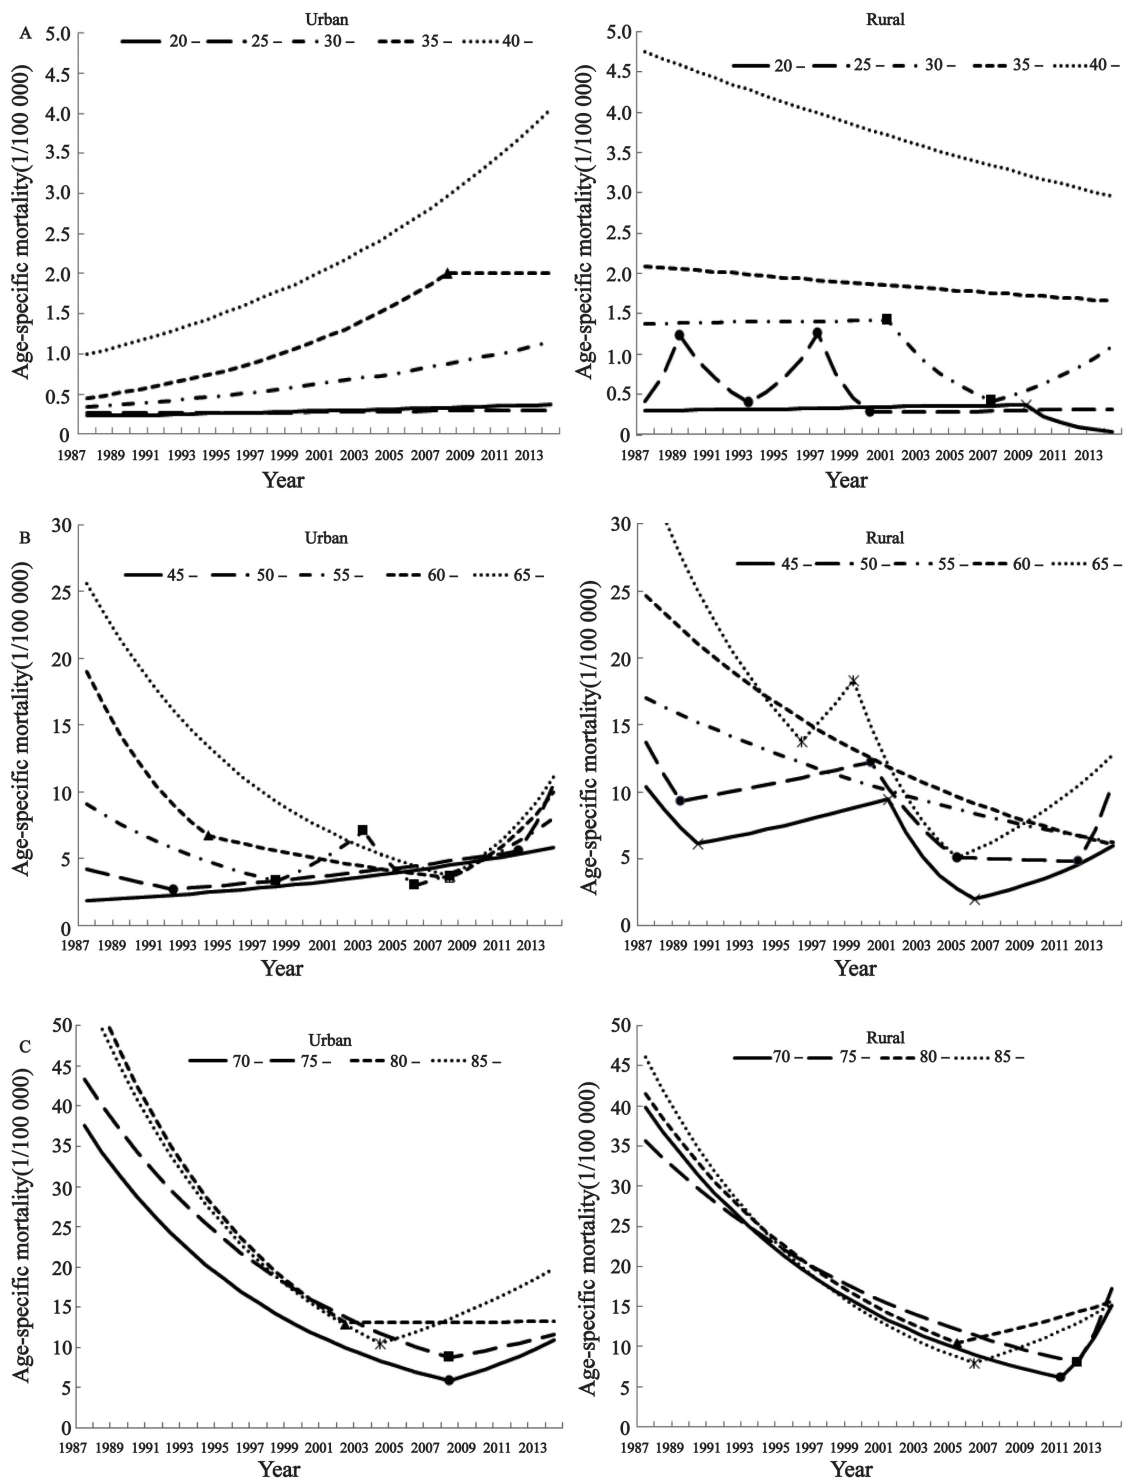 A
Urban
20 – 25 – 30 – 35 – 40 –
Age-specific mortality(1/100 000)
5.0
4.5
4.0
3.5
3.0
2.5
2.0
1.5
1.0
0.5
0
1987 1989 1991 1993 1995 1997 1999 2001 2003 2005 2007 2009 2011 2013
Year
Rural
20 – 25 – 30 – 35 – 40 –
Age-specific mortality(1/100 000)
5.0
4.5
4.0
3.5
3.0
2.5
2.0
1.5
1.0
0.5
0
1987 1989 1991 1993 1995 1997 1999 2001 2003 2005 2007 2009 2011 2013
Year
B
Urban
45 – 50 – 55 – 60 – 65 –
Age-specific mortality(1/100 000)
30
25
20
15
10
5
0
1987 1989 1991 1993 1995 1997 1999 2001 2003 2005 2007 2009 2011 2013
Year
Rural
45 – 50 – 55 – 60 – 65 –
Age-specific mortality(1/100 000)
30
25
20
15
10
5
0
1987 1989 1991 1993 1995 1997 1999 2001 2003 2005 2007 2009 2011 2013
Year
C
Urban
70 – 75 – 80 – 85 –
Age-specific mortality(1/100 000)
50
45
40
35
30
25
20
15
10
5
0
1987 1989 1991 1993 1995 1997 1999 2001 2003 2005 2007 2009 2011 2013
Year
Rural
70 – 75 – 80 – 85 –
Age-specific mortality(1/100 000)
50
45
40
35
30
25
20
15
10
5
0
1987 1989 1991 1993 1995 1997 1999 2001 2003 2005 2007 2009 2011 2013
Year